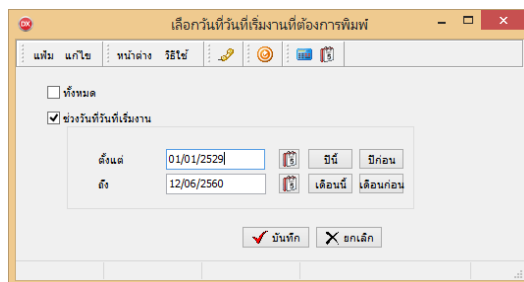 เลือกวันที่วันที่เริ่มงานที่ต้องการพิมพ์
แฟ้ม แก้ไข หน้าต่าง วิธีใช้
ทั้งหมด
ช่วงวันที่วันที่เริ่มงาน
ตั้งแต่ 01/01/2529 ปีนี้ ปีก่อน
ถึง 12/06/2560 เดือนนี้ เดือนก่อน
บันทึก ยกเลิก